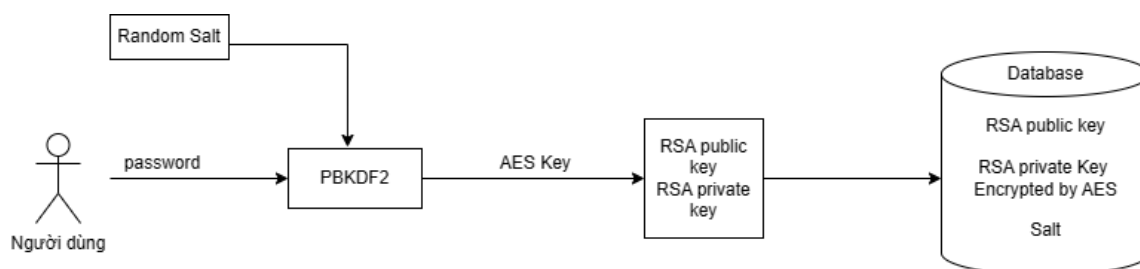 Random Salt
Database
RSA public key
password
PBKDF2
AES Key
RSA public
key
RSA private
key
RSA private Key
Encrypted by AES
Salt
Người dùng